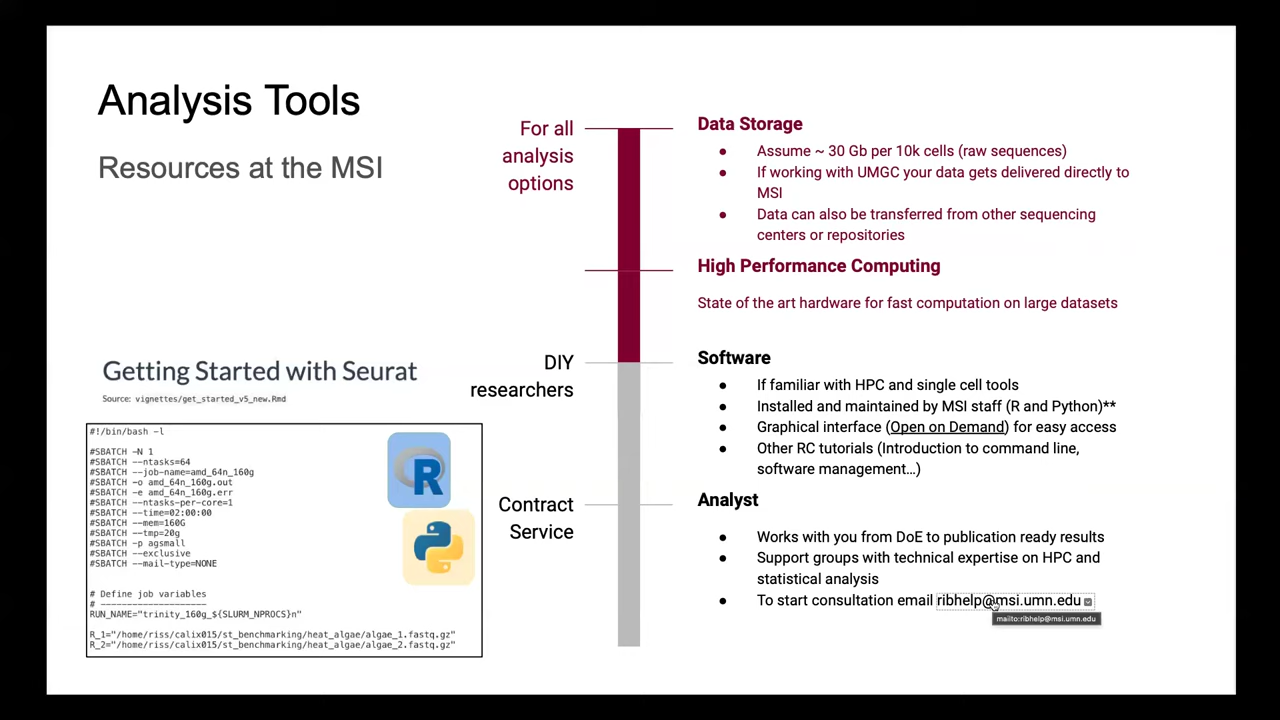 Analysis Tools
Resources at the MSI
For all
analysis
options
Data Storage
● Assume ~ 30 Gb per 10k cells (raw sequences)
● If working with UMGC your data gets delivered directly to
MSI
● Data can also be transferred from other sequencing
centers or repositories
High Performance Computing
State of the art hardware for fast computation on large datasets
DIY
researchers
Software
● If familiar with HPC and single cell tools
● Installed and maintained by MSI staff (R and Python)**
● Graphical interface (Open on Demand) for easy access
● Other RC tutorials (Introduction to command line,
software management…)
Contract
Service
Analyst
● Works with you from DoE to publication ready results
● Support groups with technical expertise on HPC and
statistical analysis
● To start consultation email ribhelp@msi.umn.edu
mailto:ribhelp@msi.umn.edu
Getting Started with Seurat
Source: vignettes/get_started_v5_new.Rmd
#!/bin/bash -l
#SBATCH -N 1
#SBATCH --ntasks=64
#SBATCH --job-name=amd_64n_160g
#SBATCH -o amd_64n_160g.out
#SBATCH -e amd_64n_160g.err
#SBATCH --ntasks-per-core=1
#SBATCH --time=02:00:00
#SBATCH --mem=160G
#SBATCH --tmp=20g
#SBATCH -p agsmall
#SBATCH --exclusive
#SBATCH --mail-type=NONE
# Define job variables
# --------------------
RUN_NAME="trinity_160g_${SLURM_NPROCS}n"
R_1="/home/riss/calix015/st_benchmarking/heat_algae/algae_1.fastq.gz"
R_2="/home/riss/calix015/st_benchmarking/heat_algae/algae_2.fastq.gz"
R